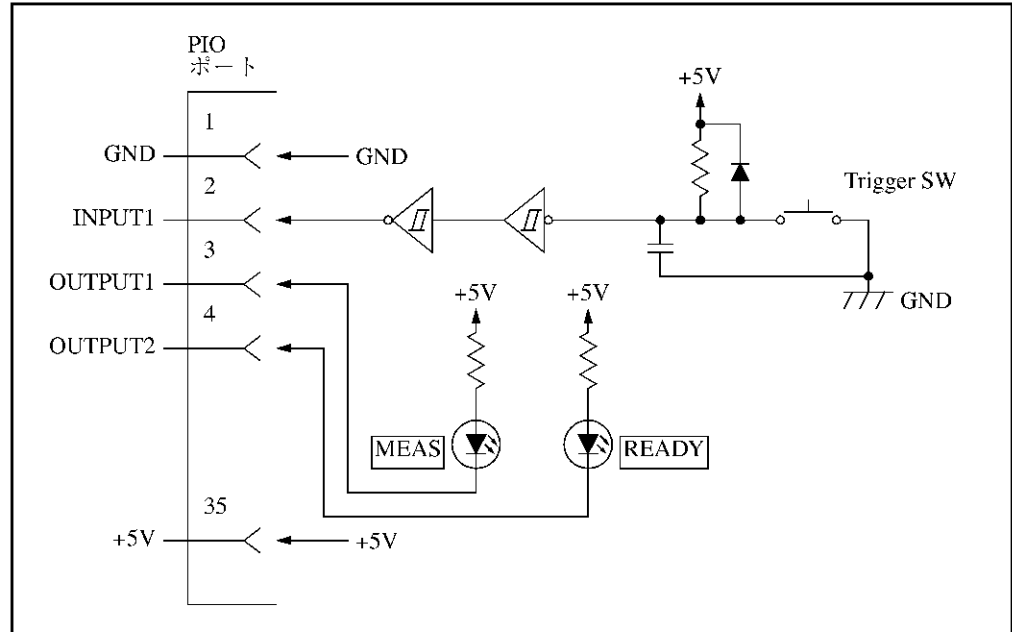 PIO
ポート
1
GND
GND
2
INPUT1
3
OUTPUT1
4
OUTPUT2
35
+5V
+5V
+5V
Trigger SW
GND
+5V
+5V
MEAS
READY